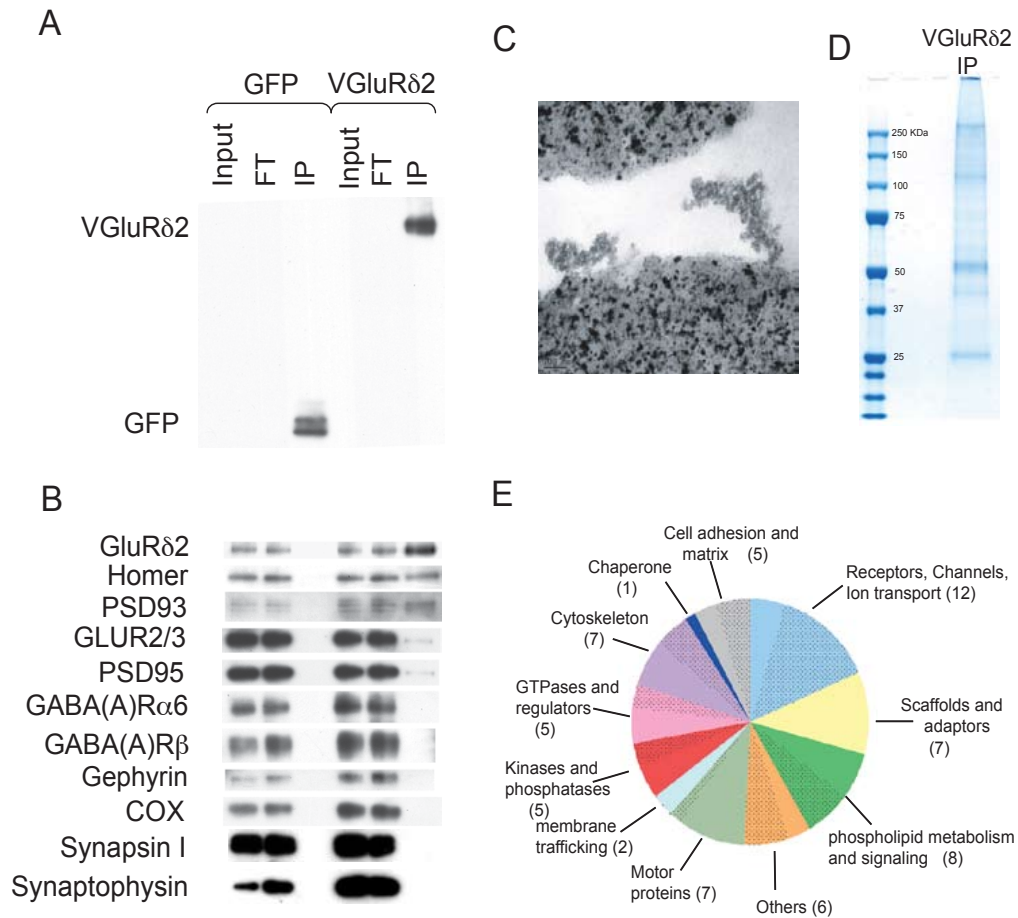 A
GFP
VGluRδ2
Input
FT
IP
Input
FT
IP
VGluRδ2
GFP
B
GluRδ2
Homer
PSD93
GLUR2/3
PSD95
GABA(A)Rα6
GABA(A)Rβ
Gephyrin
COX
Synapsin I
Synaptophysin
C
D
VGluRδ2
IP
250 KDa
150
100
75
50
37
25
E
Cell adhesion and
matrix (5)
Chaperone
(1)
Cytoskeleton
(7)
GTPases and
regulators
(5)
Kinases and
phosphatases
(5)
membrane
trafficking (2)
Motor
proteins (7)
Others (6)
phospholipid metabolism
and signaling (8)
Scaffolds and
adaptors
(7)
Receptors, Channels,
Ion transport (12)